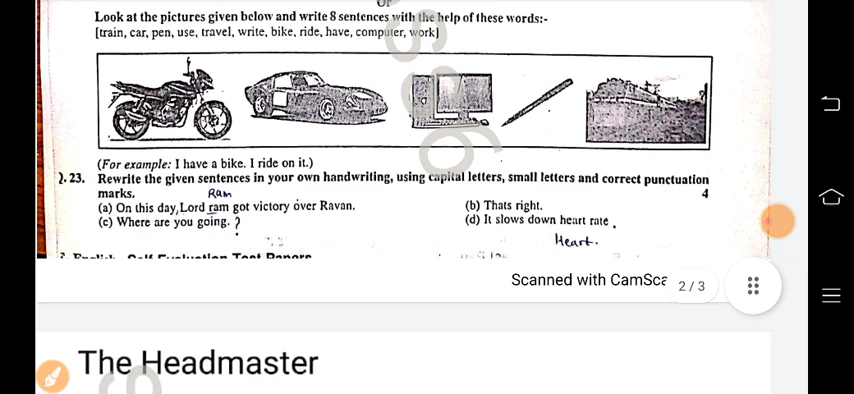 or
Look at the pictures given below and write 8 sentences with the help of these words:-
[train, car, pen, use, travel, write, bike, ride, have, computer, work]
(For example: I have a bike. I ride on it.)
23. Rewrite the given sentences in your own handwriting, using capital letters, small letters and correct punctuation
marks. 4
Ram
(a) On this day, Lord ram got victory over Ravan. (b) Thats right.
(c) Where are you going. ? (d) It slows down heart rate .
Heart.
Scanned with CamSca 2 / 3
The Headmaster